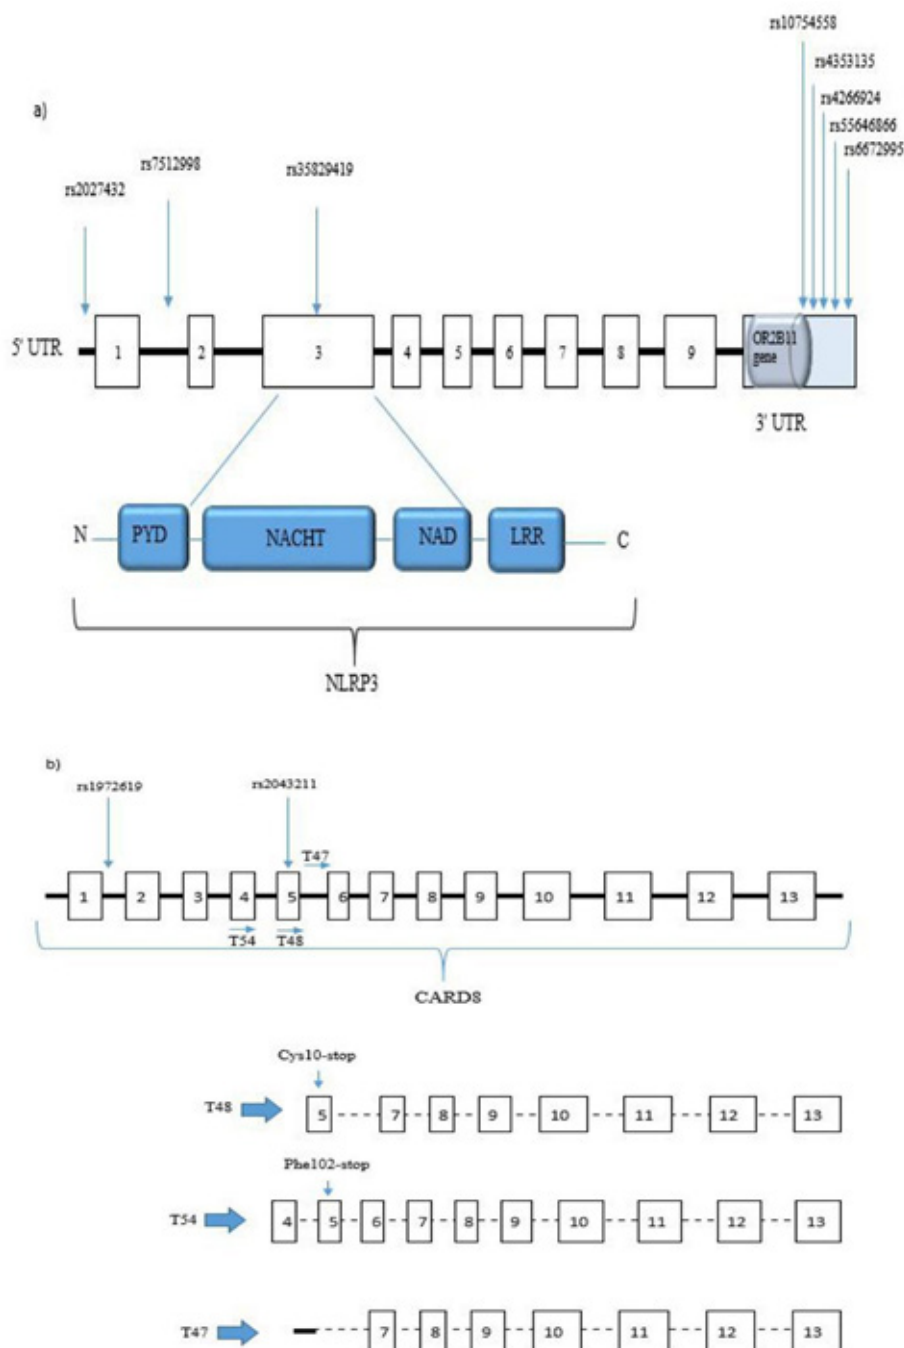 rs10754558
rs4353135
rs4266924
rs55646866
rs6672995
a)
rs7512998
rs35829419
rs2027432
5' UTR
1 2 3 4 5 6 7 8 9
OR2B11
gene
3' UTR
N PYD NACHT NAD LRR C
NLRP3
b)
rs1972619 rs2043211
T47
1 2 3 4 5 6 7 8 9 10 11 12 13
T54 T48
CARD8
Cys10-stop
T48 5 7 8 9 10 11 12 13
Phe102-stop
T54 4 5 6 7 8 9 10 11 12 13
T47 7 8 9 10 11 12 13